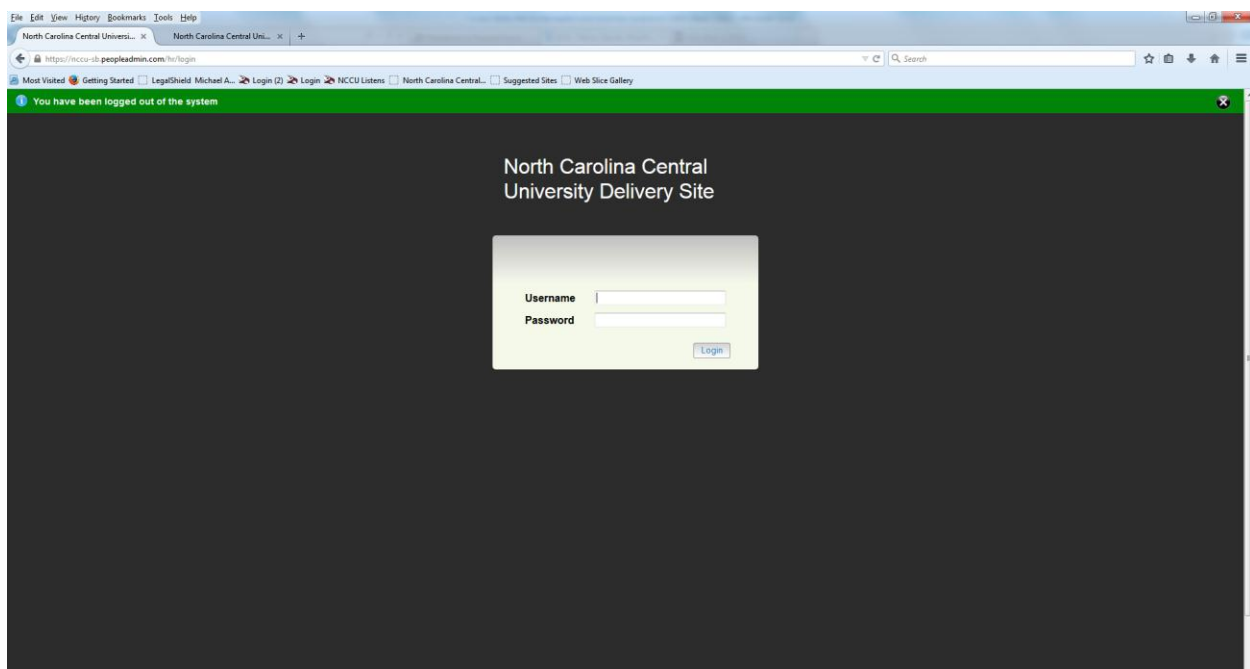 File Edit View History Bookmarks Tools Help
North Carolina Central Universi... × North Carolina Central Uni... × +
https://nccu-sb.peopleadmin.com/hr/login Search
Most Visited Getting Started LegalShield Michael A... Login (2) Login NCCU Listens North Carolina Central... Suggested Sites Web Slice Gallery
You have been logged out of the system
North Carolina Central
University Delivery Site
Username
Password
Login